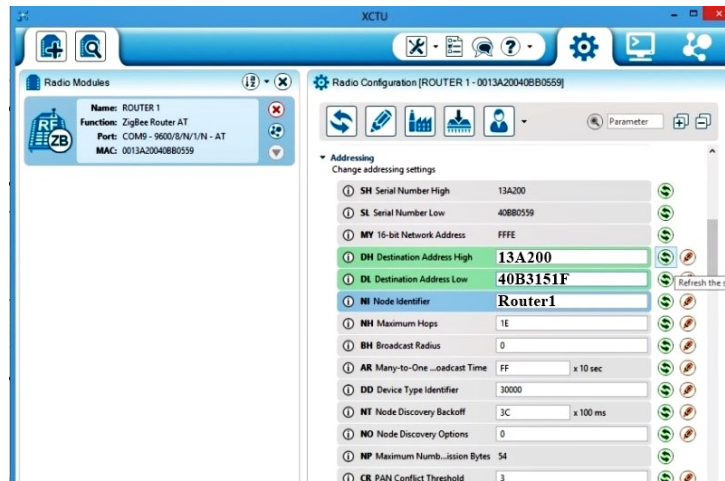 XCTU
Radio Modules
Name: ROUTER 1
Function: ZigBee Router AT
Port: COM9 - 9600/8/N/1/N - AT
MAC: 0013A20040BB0559
RF
ZB
Radio Configuration [ROUTER 1 - 0013A20040BB0559]
Parameter
Addressing
Change addressing settings
SH Serial Number High 13A200
SL Serial Number Low 40BB0559
MY 16-bit Network Address FFFE
DH Destination Address High 13A200
DL Destination Address Low 40B3151F
Refresh the s
NI Node Identifier Router1
NH Maximum Hops 1E
BH Broadcast Radius 0
AR Many-to-One ...oadcast Time FF x 10 sec
DD Device Type Identifier 30000
NT Node Discovery Backoff 3C x 100 ms
NO Node Discovery Options 0
NP Maximum Numb...ission Bytes 54
CR PAN Conflict Threshold 3